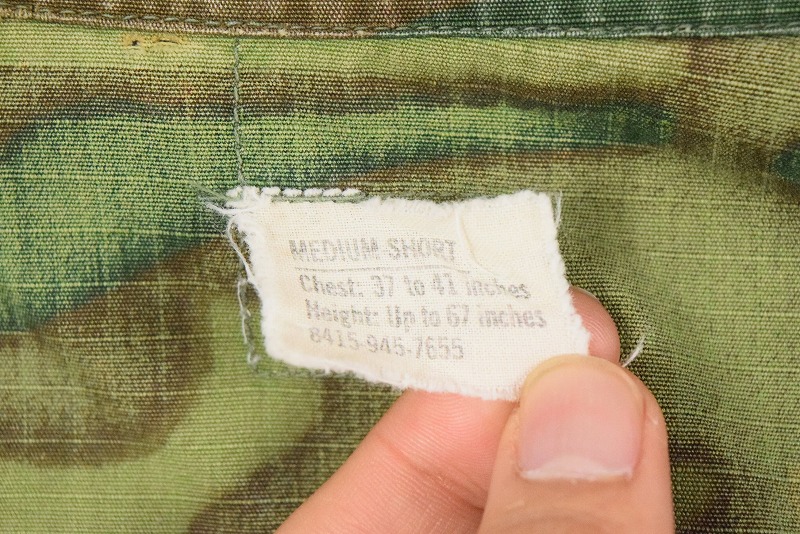 MEDIUM SHORT
Chest: 37 to 41 inches
Height: Up to 67 inches
8415-945-7655